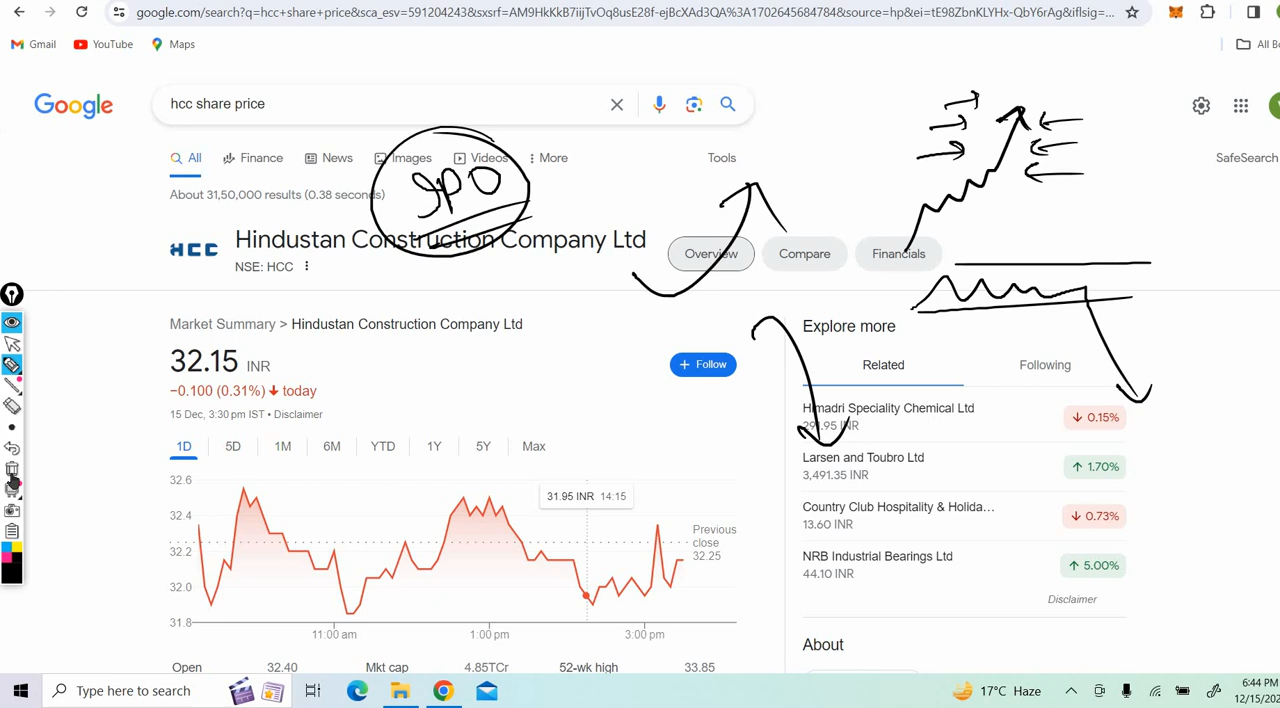 google.com/search?q=hcc+share+price&sca_esv=591204243&sxsrf=AM9HkKkB7iijTvOq8usE28f-ejBcXAd3QA%3A1702645684784&source=hp&ei=tE98ZbnKLYHx-QbY6rAg&iflsig=...
Gmail YouTube Maps All Bo
Google hcc share price
All Finance News Images Videos More Tools SafeSearch
About 31,50,000 results (0.38 seconds)
IPO
HCC Hindustan Construction Company Ltd
NSE: HCC
Overview Compare Financials
Market Summary > Hindustan Construction Company Ltd
32.15 INR
+ Follow
−0.100 (0.31%) today
15 Dec, 3:30 pm IST • Disclaimer
1D 5D 1M 6M YTD 1Y 5Y Max
32.6
32.4
32.2
32.0
31.8
31.95 INR 14:15
Previous
close
32.25
11:00 am 1:00 pm 3:00 pm
Open 32.40 Mkt cap 4.85TCr 52-wk high 33.85
Explore more
Related Following
Himadri Speciality Chemical Ltd
291.95 INR
0.15%
Larsen and Toubro Ltd
3,491.35 INR
1.70%
Country Club Hospitality & Holida…
13.60 INR
0.73%
NRB Industrial Bearings Ltd
44.10 INR
5.00%
Disclaimer
About
Type here to search
17°C Haze
6:44 PM
12/15/202